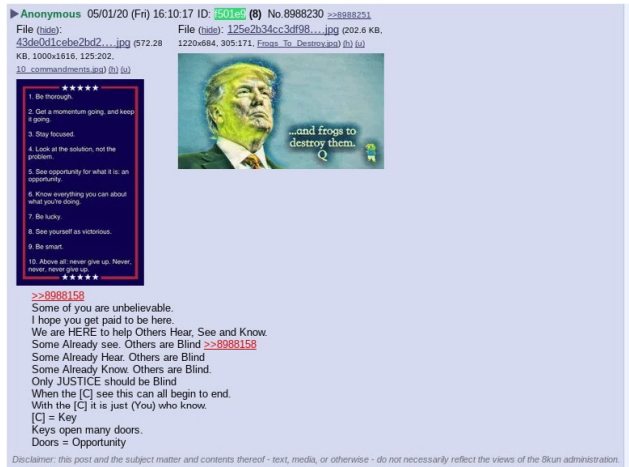 ▶Anonymous 05/01/20 (Fri) 16:10:17 ID: f501e9 (8) No.8988230 >>8988251
File (hide):
43de0d1cebe2bd2….jpg (572.28
KB, 1000x1616, 125:202,
10_commandments.jpg) (h) (u)
File (hide): 125e2b34cc3df98….jpg (202.6 KB,
1220x684, 305:171, Frogs_To_Destroy.jpg) (h) (u)
1. Be thorough.
2. Get a momentum going, and keep
it going.
3. Stay focused.
4. Look at the solution, not the
problem.
5. See opportunity for what it is: an
opportunity.
6. Know everything you can about
what you're doing.
7. Be lucky.
8. See yourself as victorious.
9. Be smart.
10. Above all: never give up. Never,
never, never give up.
...and frogs to
destroy them.
Q
>>8988158
Some of you are unbelievable.
I hope you get paid to be here.
We are HERE to help Others Hear, See and Know.
Some Already see. Others are Blind >>8988158
Some Already Hear. Others are Blind
Some Already Know. Others are Blind.
Only JUSTICE should be Blind
When the [C] see this can all begin to end.
With the [C] it is just (You) who know.
[C] = Key
Keys open many doors.
Doors = Opportunity
Disclaimer: this post and the subject matter and contents thereof - text, media, or otherwise - do not necessarily reflect the views of the 8kun administration.